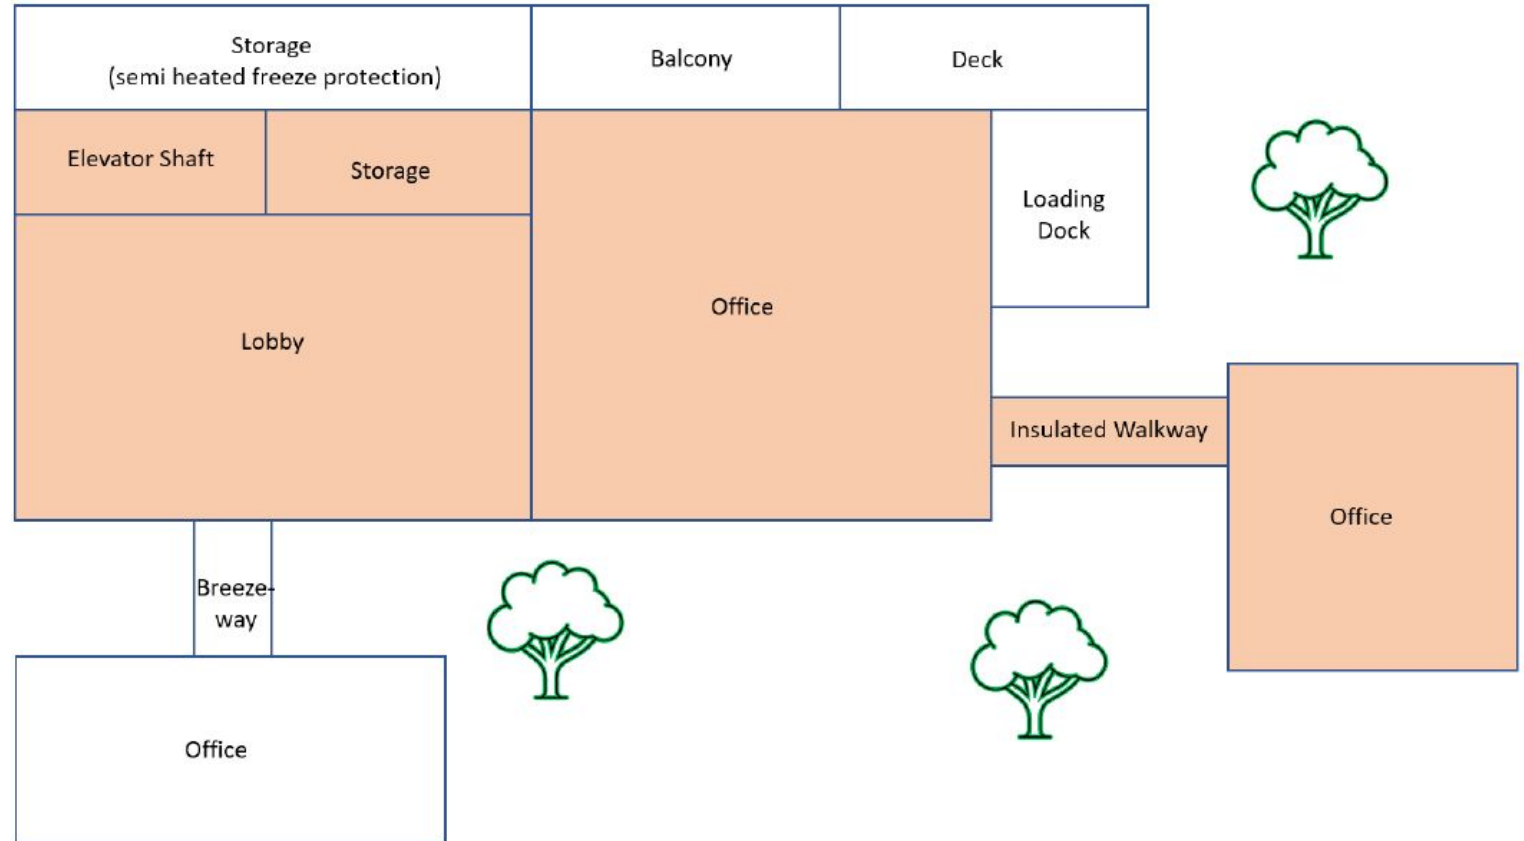 Storage
(semi heated freeze protection)
Balcony
Deck
Elevator Shaft
Storage
Loading
Dock
Office
Lobby
Insulated Walkway
Office
Breeze-
way
Office